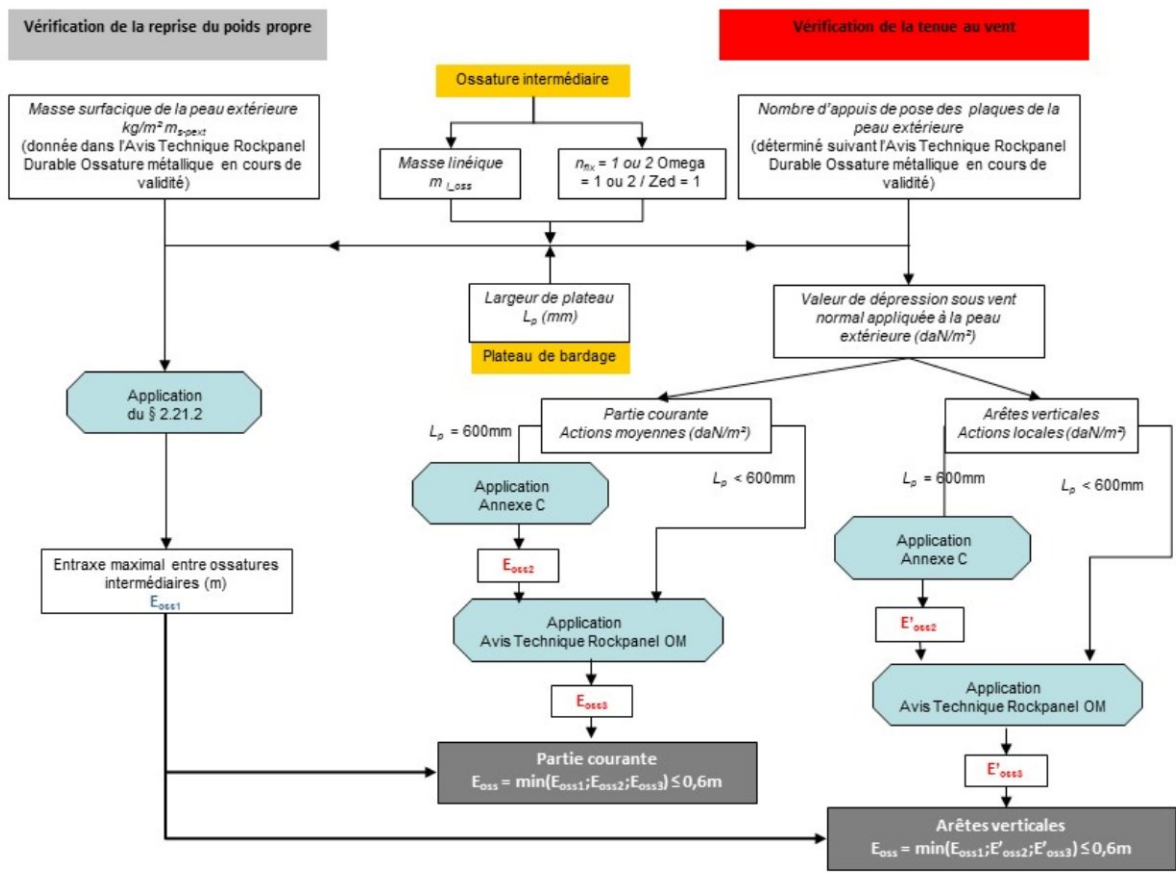 Vérification de la reprise du poids propre
Vérification de la tenue au vent
Ossature intermédiaire
Masse surfacique de la peau extérieure
kg/m² ms-pext
(donnée dans l'Avis Technique Rockpanel
Durable Ossature métallique en cours de
validité)
Masse linéique
m l_oss
nfix = 1 ou 2 Omega
= 1 ou 2 / Zed = 1
Nombre d'appuis de pose des plaques de la
peau extérieure
(déterminé suivant l'Avis Technique Rockpanel
Durable Ossature métallique en cours de
validité)
Largeur de plateau
Lp (mm)
Plateau de bardage
Valeur de dépression sous vent
normal appliquée à la peau
extérieure (daN/m²)
Application
du § 2.21.2
Partie courante
Actions moyennes (daN/m²)
Arêtes verticales
Actions locales (daN/m²)
Lp = 600mm
Lp < 600mm
Lp = 600mm
Lp < 600mm
Application
Annexe C
Application
Annexe C
Entraxe maximal entre ossatures
intermédiaires (m)
Eoss1
Eoss2
E'oss2
Application
Avis Technique Rockpanel OM
Application
Avis Technique Rockpanel OM
Eoss3
E'oss3
Partie courante
Eoss = min(Eoss1;Eoss2;Eoss3) ≤ 0,6m
Arêtes verticales
Eoss = min(Eoss1;E'oss2;E'oss3) ≤ 0,6m